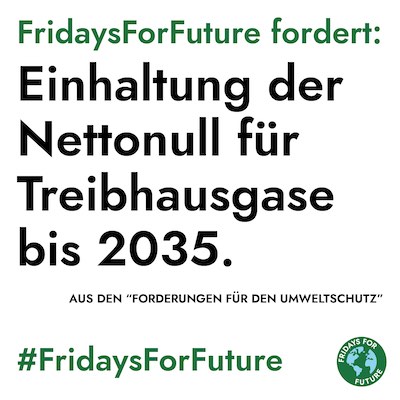 FridaysForFuture fordert:
Einhaltung der
Nettonull für
Treibhausgase
bis 2035.
AUS DEN “FORDERUNGEN FÜR DEN UMWELTSCHUTZ”
#FridaysForFuture
FRIDAYS FOR
FUTURE